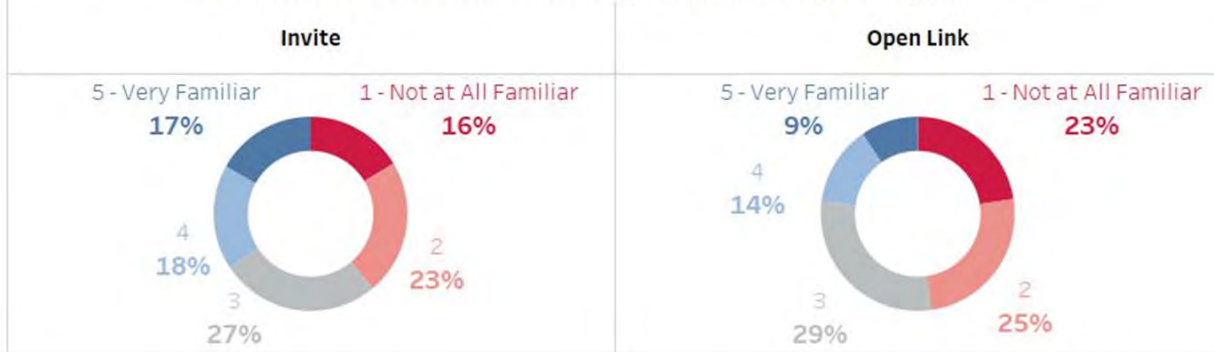 Invite
5 - Very Familiar
17%
1 - Not at All Familiar
16%
4
18%
2
23%
3
27%
Open Link
5 - Very Familiar
9%
1 - Not at All Familiar
23%
4
14%
2
25%
3
29%